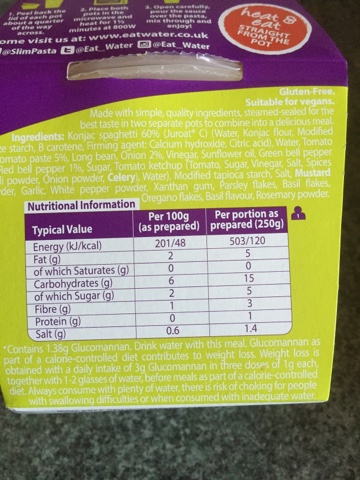 1. Peel back the
lid of each pot
about a quarter
of the way
across.
2. Place both
pots in the
microwave and
heat for 1½
minutes at 800W
3. Open carefully,
pour the sauce
over the pasta,
mix through and
enjoy!
heat &
eat
STRAIGHT
FROM THE
POT
ome visit us at: www.eatwater.co.uk
@SlimPasta @Eat_Water @Eat_Water
Gluten-Free.
Suitable for vegans.
Made with simple, quality ingredients, steamed-sealed for the
best taste in two separate pots to combine into a delicious meal.
Ingredients: Konjac spaghetti 60% (Juroat® C) (Water, Konjac flour, Modified
starch, B carotene, Firming agent: Calcium hydroxide, Citric acid), Water, Tomato
omato paste 5%, Long bean, Onion 2%, Vinegar, Sunflower oil, Green bell pepper
Red bell pepper 1%, Sugar, Tomato ketchup (Tomato, Sugar, Vinegar, Salt, Spices
powder, Onion powder, Celery), Water), Modified tapioca starch, Salt, Mustard
der, Garlic, White pepper powder, Xanthan gum, Parsley flakes, Basil flakes,
Oregano flakes, Basil flavour, Rosemary powder.
Nutritional Information
Typical Value Per 100g (as prepared) Per portion as prepared (250g)
1
Energy (kJ/kcal) 201/48 503/120
Fat (g) 2 5
of which Saturates (g) 0 0
Carbohydrates (g) 6 15
of which Sugar (g) 2 5
Fibre (g) 1 3
Protein (g) 0 1
Salt (g) 0.6 1.4
*Contains 1.38g Glucomannan. Drink water with this meal. Glucomannan as
part of a calorie-controlled diet contributes to weight loss. Weight loss is
obtained with a daily intake of 3g Glucomannan in three doses of 1g each,
together with 1-2 glasses of water, before meals as part of a calorie-controlled
diet. Always consume with plenty of water, there is risk of choking for people
with swallowing difficulties or when consumed with inadequate water.